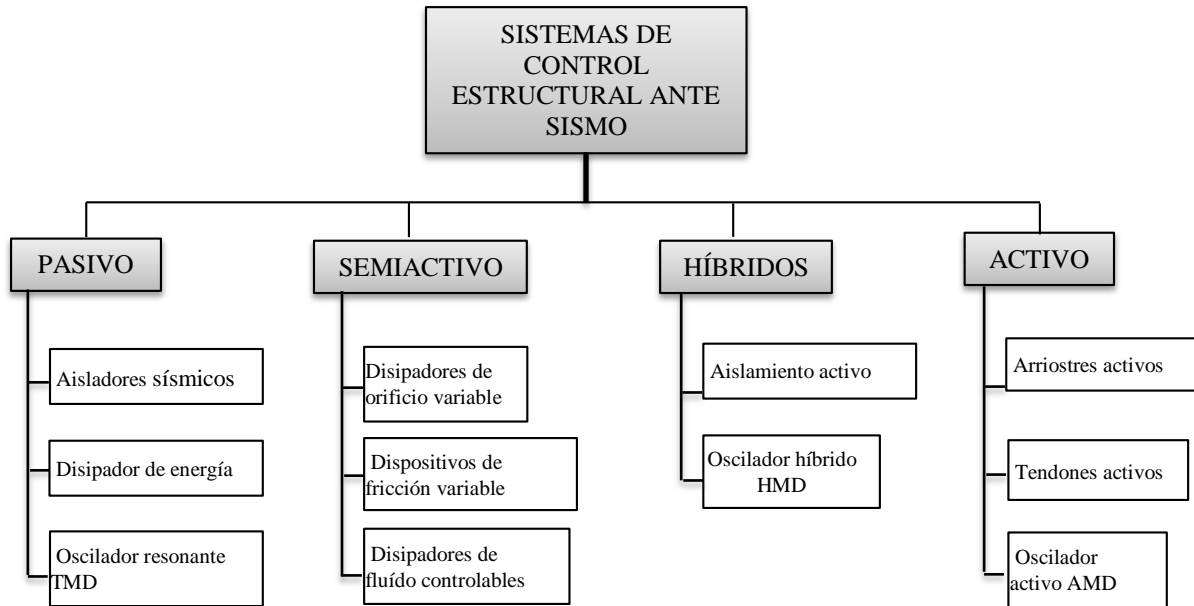 SISTEMAS DE
CONTROL
ESTRUCTURAL ANTE
SISMO
PASIVO
SEMIACTIVO
HÍBRIDOS
ACTIVO
Aisladores sísmicos
Disipador de energía
Oscilador resonante
TMD
Disipadores de
orificio variable
Dispositivos de
fricción variable
Disipadores de
fluído controlables
Aislamiento activo
Oscilador híbrido
HMD
Arriostres activos
Tendones activos
Oscilador
activo AMD